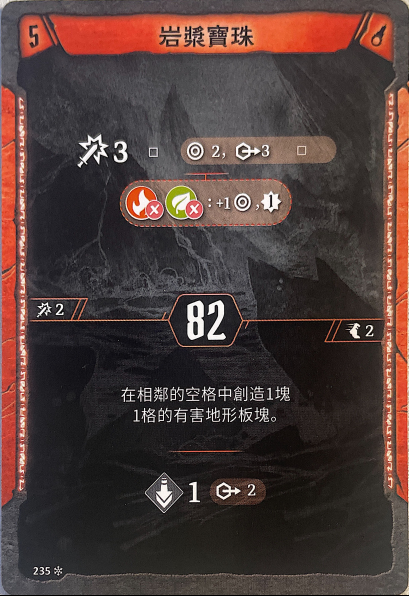 5 岩漿寶珠
3 2, 3
: +1 , 1
2
82
2
在相鄰的空格中創造1塊
1格的有害地形板塊。
1 2
235